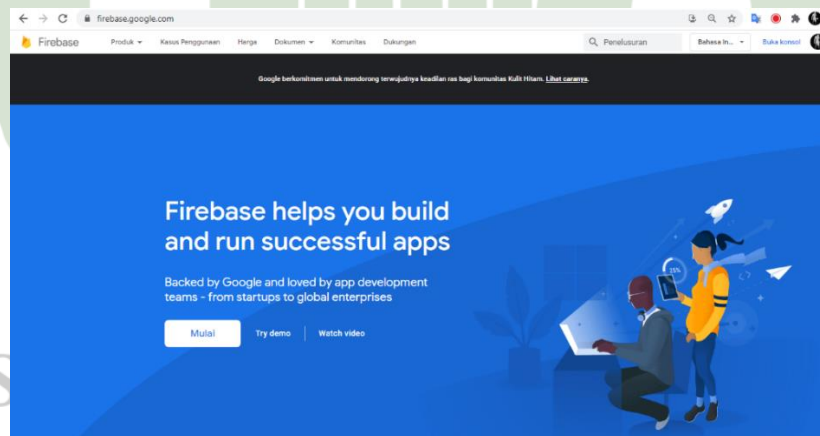 firebase.google.com
Firebase Produk Kasus Penggunaan Harga Dokumen Komunitas Dukungan Penelusuran Bahasa In... Buka konsol
Google berkomitmen untuk mendorong terwujudnya keadilan ras bagi komunitas Kulit Hitam. Lihat caranya.
Firebase helps you build
and run successful apps
Backed by Google and loved by app development
teams - from startups to global enterprises
Mulai Try demo Watch video
25%